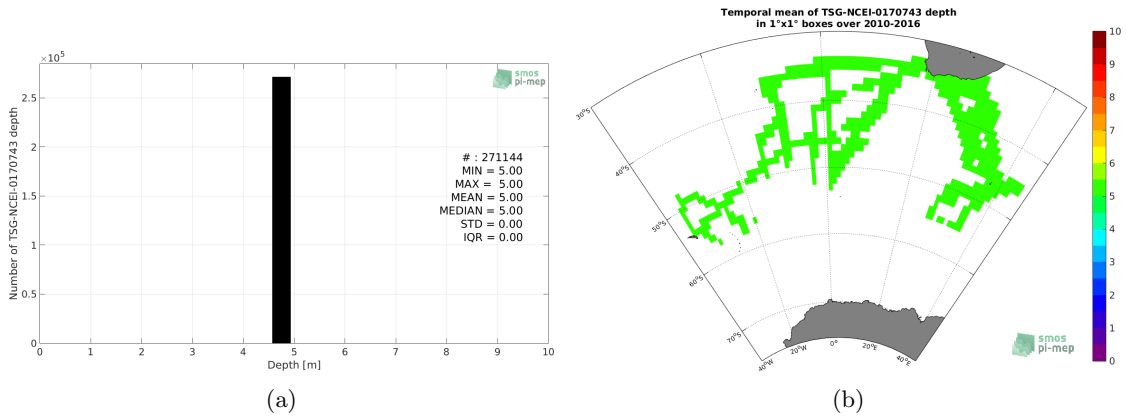 ×10⁵
2.5
2
1.5
1
0.5
0
Number of TSG-NCEI-0170743 depth
smos
pi-mep
# : 271144
MIN = 5.00
MAX = 5.00
MEAN = 5.00
MEDIAN = 5.00
STD = 0.00
IQR = 0.00
0 1 2 3 4 5 6 7 8 9 10
Depth [m]
(a)
Temporal mean of TSG-NCEI-0170743 depth
in 1°x1° boxes over 2010-2016
30°S
40°S
50°S
60°S
70°S
40°W
20°W
0°
20°E
40°E
10
9
8
7
6
5
4
3
2
1
0
smos
pi-mep
(b)